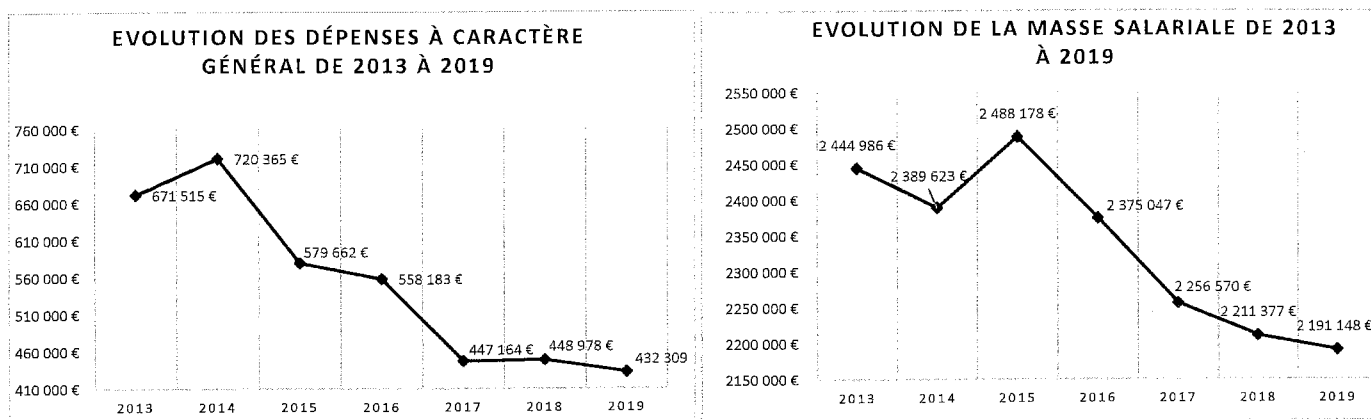 EVOLUTION DES DÉPENSES À CARACTÈRE
GÉNÉRAL DE 2013 À 2019
760 000 €
710 000 €
660 000 €
610 000 €
560 000 €
510 000 €
460 000 €
410 000 €
671 515 €
720 365 €
579 662 €
558 183 €
447 164 €
448 978 €
432 309
2013 2014 2015 2016 2017 2018 2019
EVOLUTION DE LA MASSE SALARIALE DE 2013
À 2019
2550 000 €
2500 000 €
2450 000 €
2400 000 €
2350 000 €
2300 000 €
2250 000 €
2200 000 €
2150 000 €
2 444 986 €
2 389 623 €
2 488 178 €
2 375 047 €
2 256 570 €
2 211 377 €
2 191 148 €
2013 2014 2015 2016 2017 2018 2019